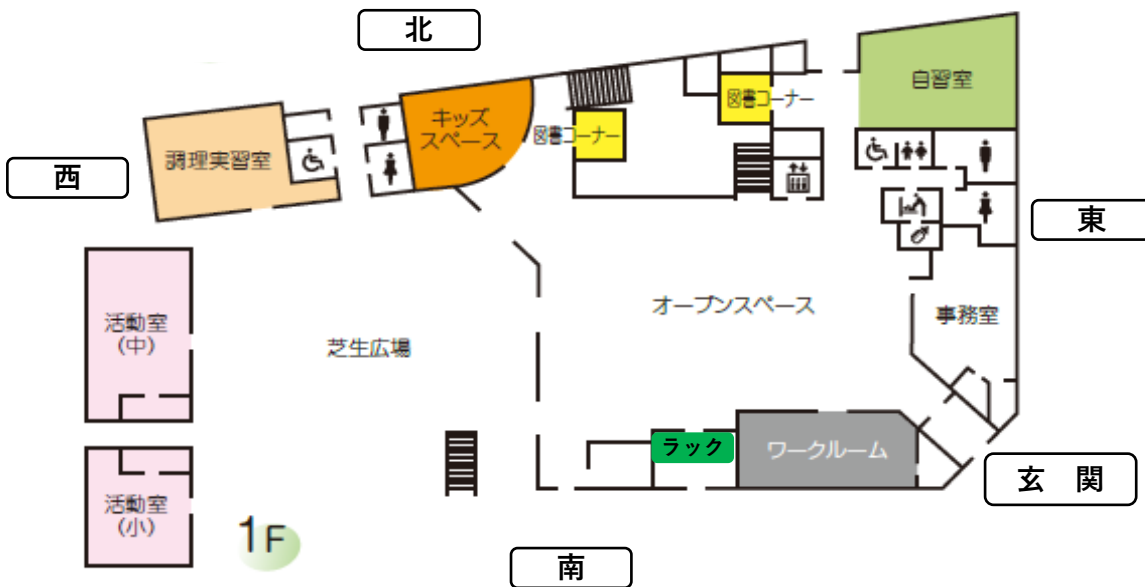 北
自習室
図書コーナー
キッズ
スペース
図書コーナー
調理実習室
西
東
オープンスペース
事務室
活動室
(中)
芝生広場
ラック
ワークルーム
玄 関
活動室
(小)
1F
南